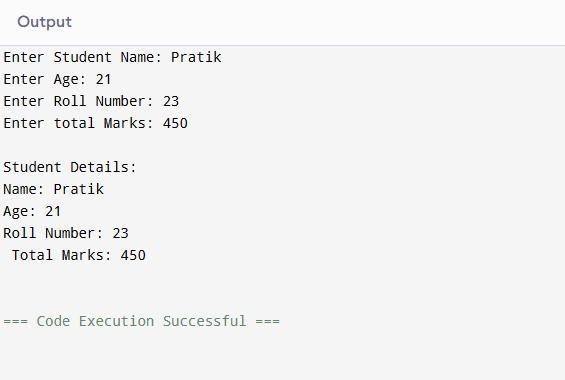 Output
Enter Student Name: Pratik
Enter Age: 21
Enter Roll Number: 23
Enter total Marks: 450
Student Details:
Name: Pratik
Age: 21
Roll Number: 23
 Total Marks: 450
=== Code Execution Successful ===